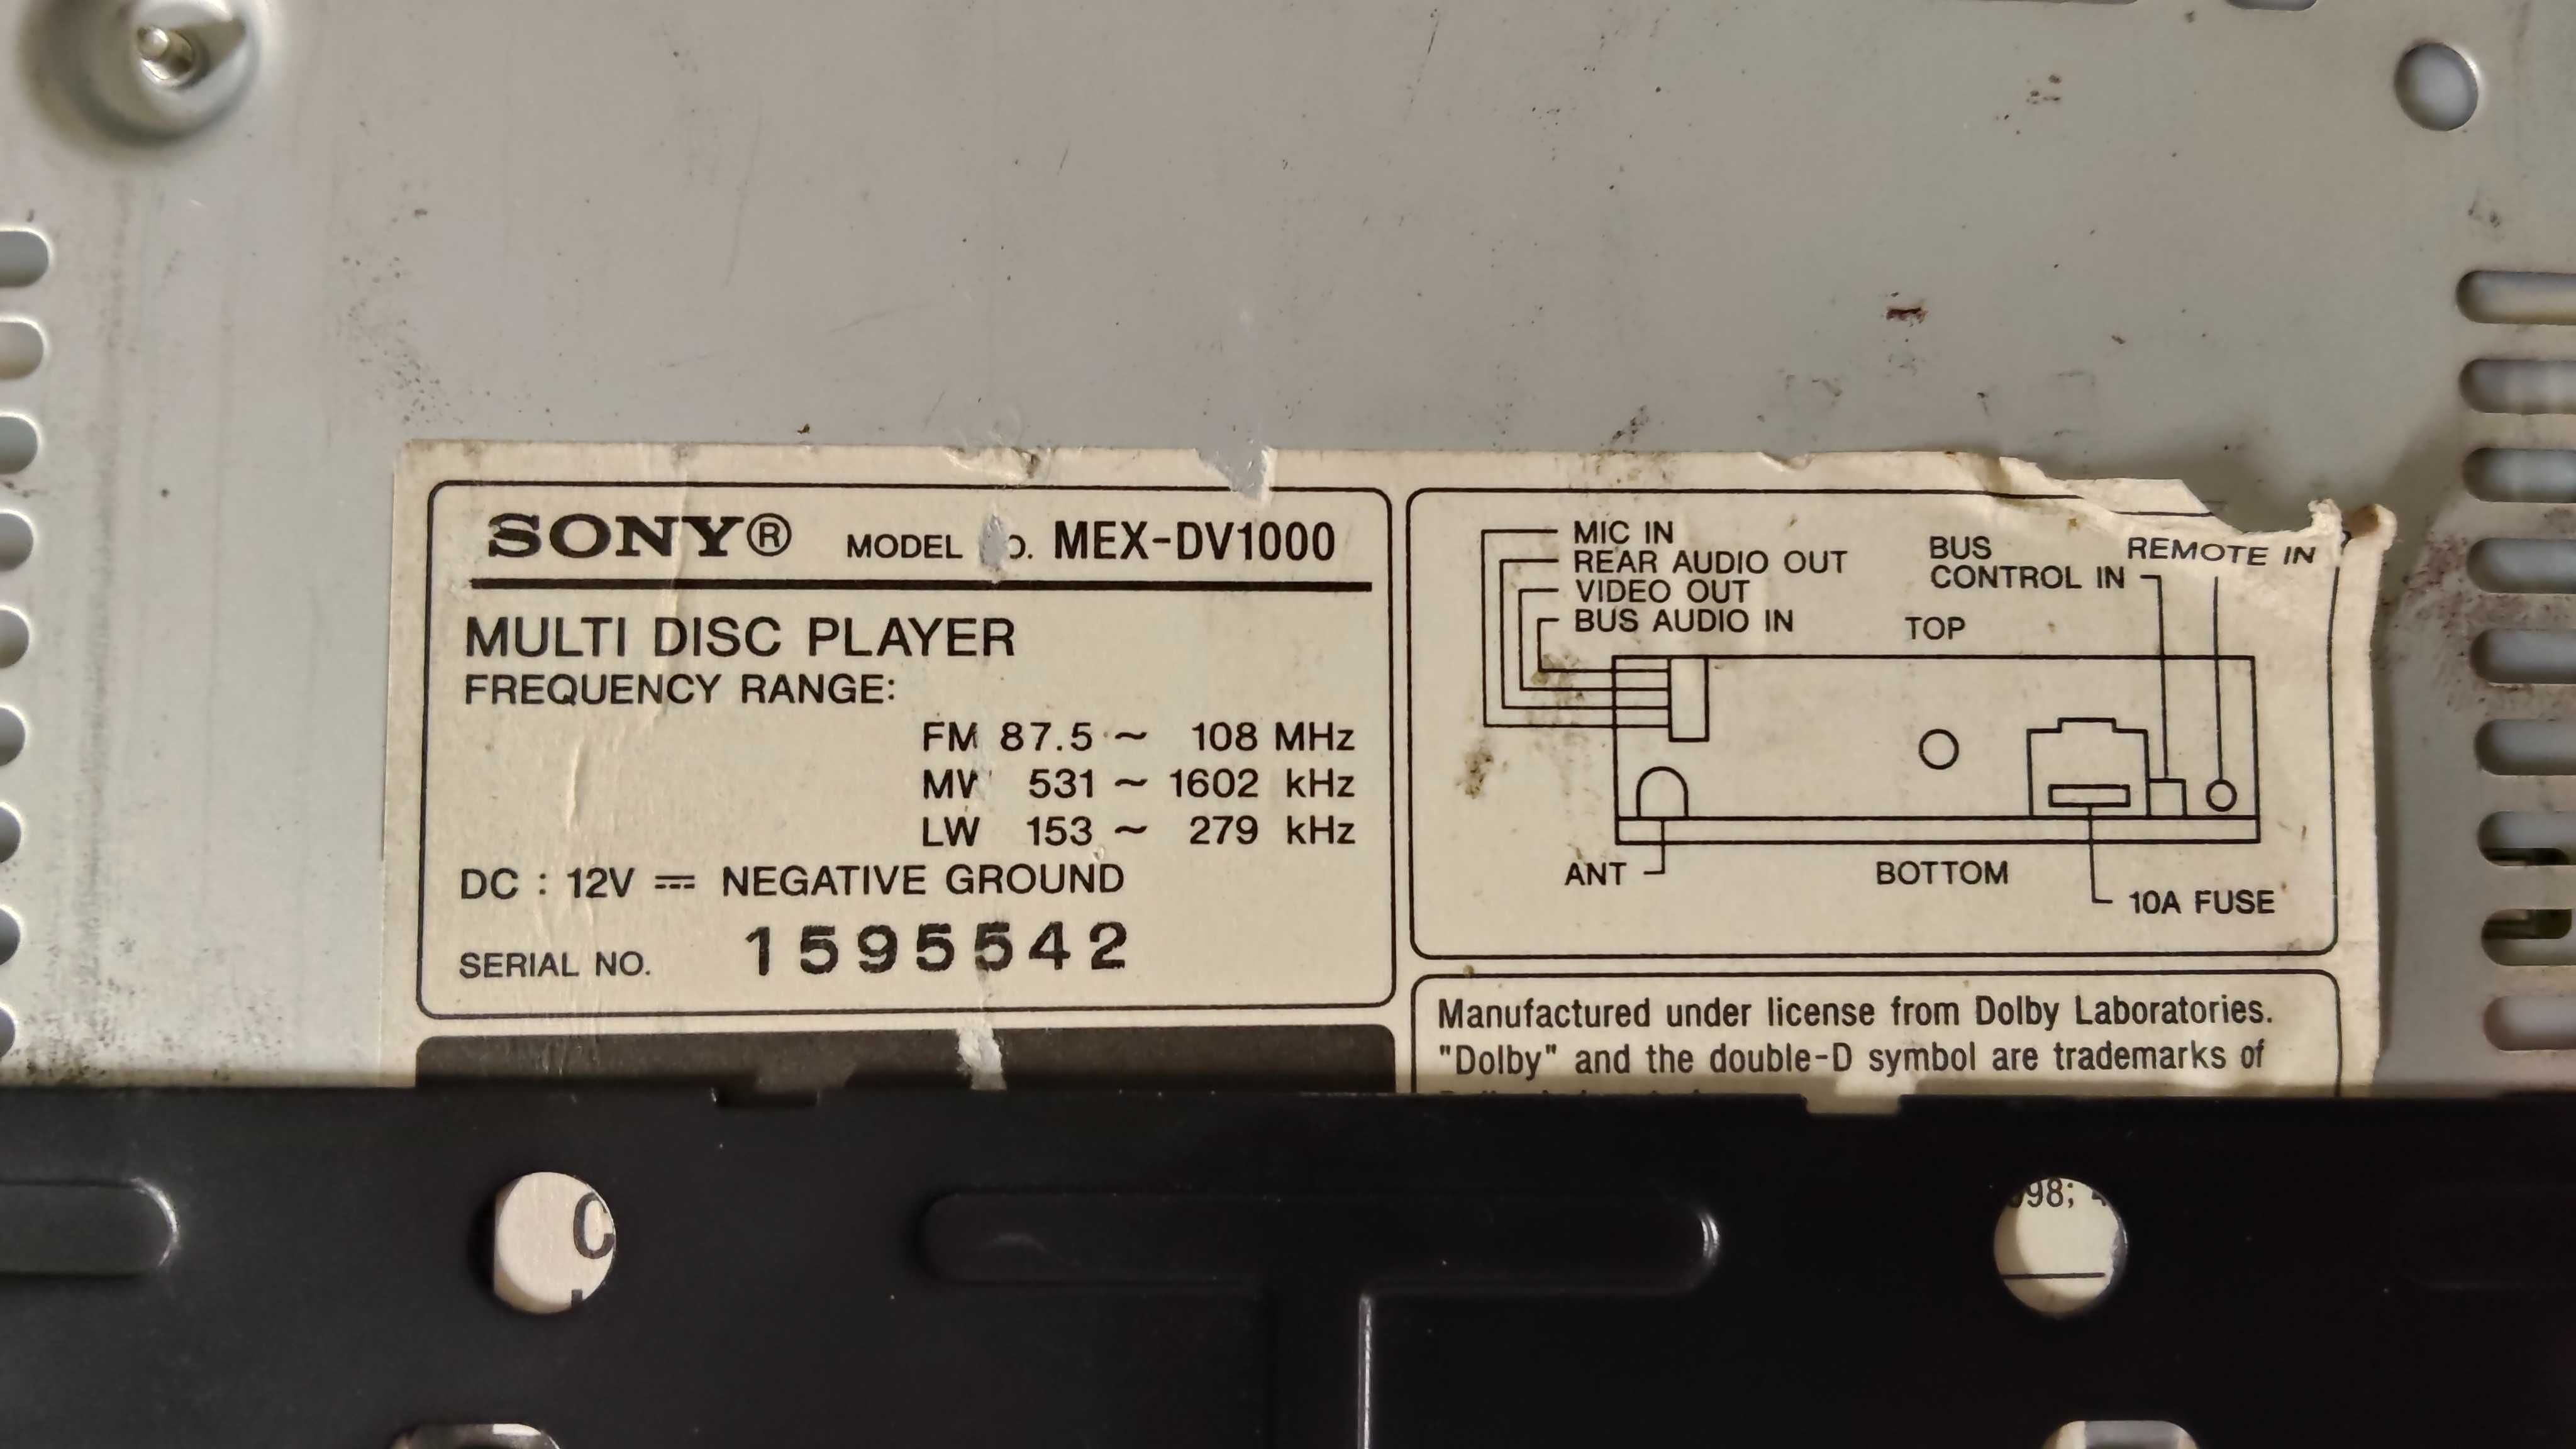 SONY® MODEL MEX-DV1000
MULTI DISC PLAYER
FREQUENCY RANGE:
FM 87.5 ~ 108 MHz
MW 531 ~ 1602 kHz
LW 153 ~ 279 kHz
DC : 12V ⎓ NEGATIVE GROUND
SERIAL NO. 1595542
MIC IN
REAR AUDIO OUT
VIDEO OUT
BUS AUDIO IN
BUS
CONTROL IN
REMOTE IN
TOP
ANT
BOTTOM
10A FUSE
Manufactured under license from Dolby Laboratories.
"Dolby" and the double-D symbol are trademarks of